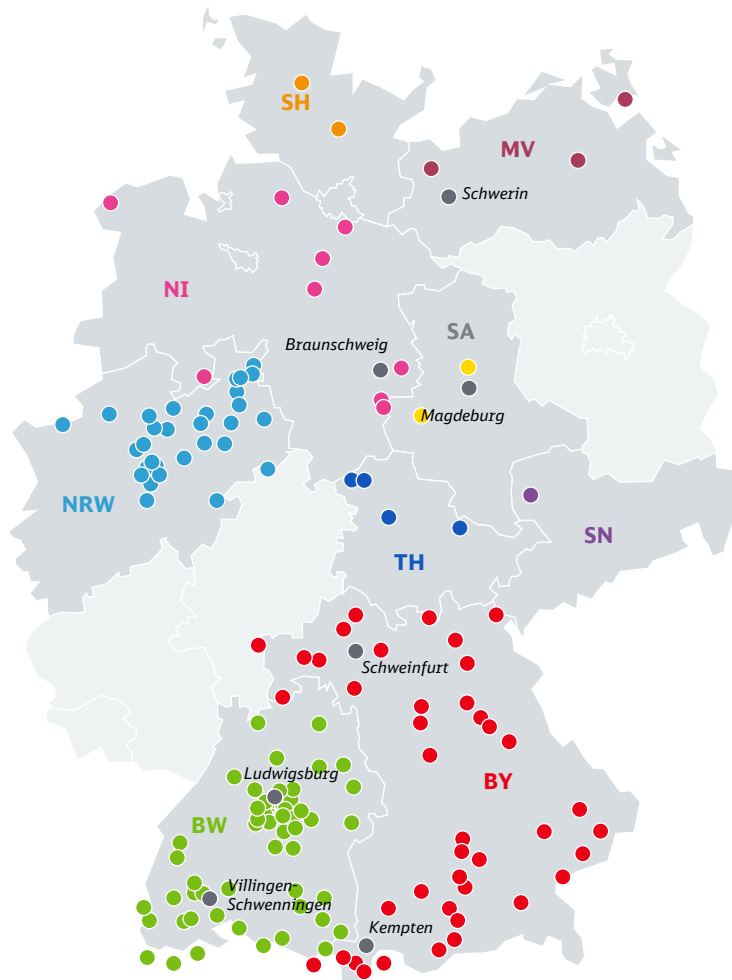 SH
MV
Schwerin
NI
SA
Braunschweig
Magdeburg
NRW
SN
TH
Schweinfurt
Ludwigsburg
BY
BW
Villingen-
Schwenningen
Kempten